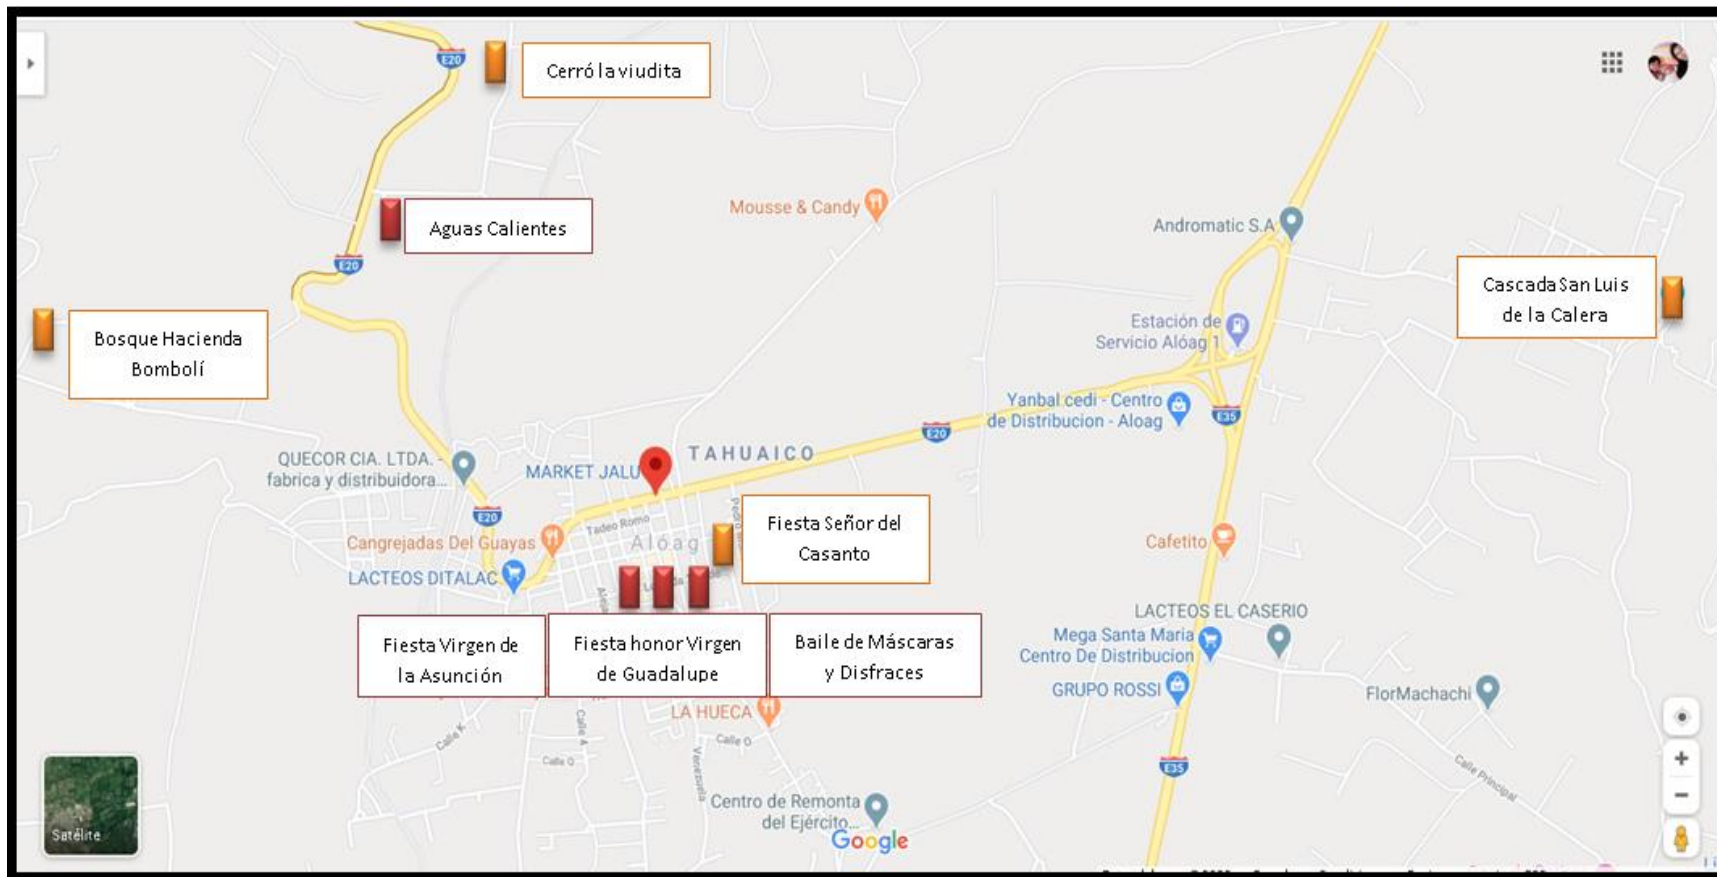 E20
Cerró la viudita
Aguas Calientes
E20
Mousse & Candy
Andromatic S.A
Cascada San Luis
de la Calera
Bosque Hacienda
Bombolí
Estación de
Servicio Alóag 1
Yanbal cedi - Centro
de Distribucion - Aloag
E35
E20
TAHUAICO
QUECOR CIA. LTDA. -
fabrica y distribuidora...
MARKET JALU
E20
Tadeo Romo
Fiesta Señor del
Casanto
Cangrejadas Del Guayas
Alóag
Cafetito
LACTEOS DITALAC
Fiesta Virgen de
la Asunción
Fiesta honor Virgen
de Guadalupe
Baile de Máscaras
y Disfraces
LACTEOS EL CASERIO
Mega Santa Maria
Centro De Distribucion
GRUPO ROSSI
FlorMachachi
LA HUECA
Calle K
Calle 4
Calle O
Calle Q
Venezuela
E35
Calle Principal
Centro de Remonta
del Ejército...
Google
Satélite